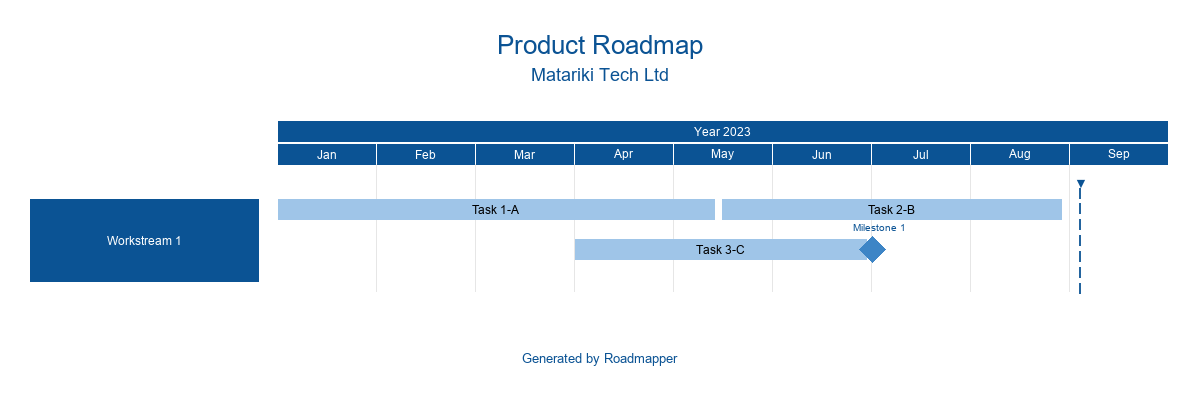 Product Roadmap
Matariki Tech Ltd
Year 2023
Jan Feb Mar Apr May Jun Jul Aug Sep
Workstream 1
Task 1-A Task 2-B
Milestone 1
Task 3-C
Generated by Roadmapper